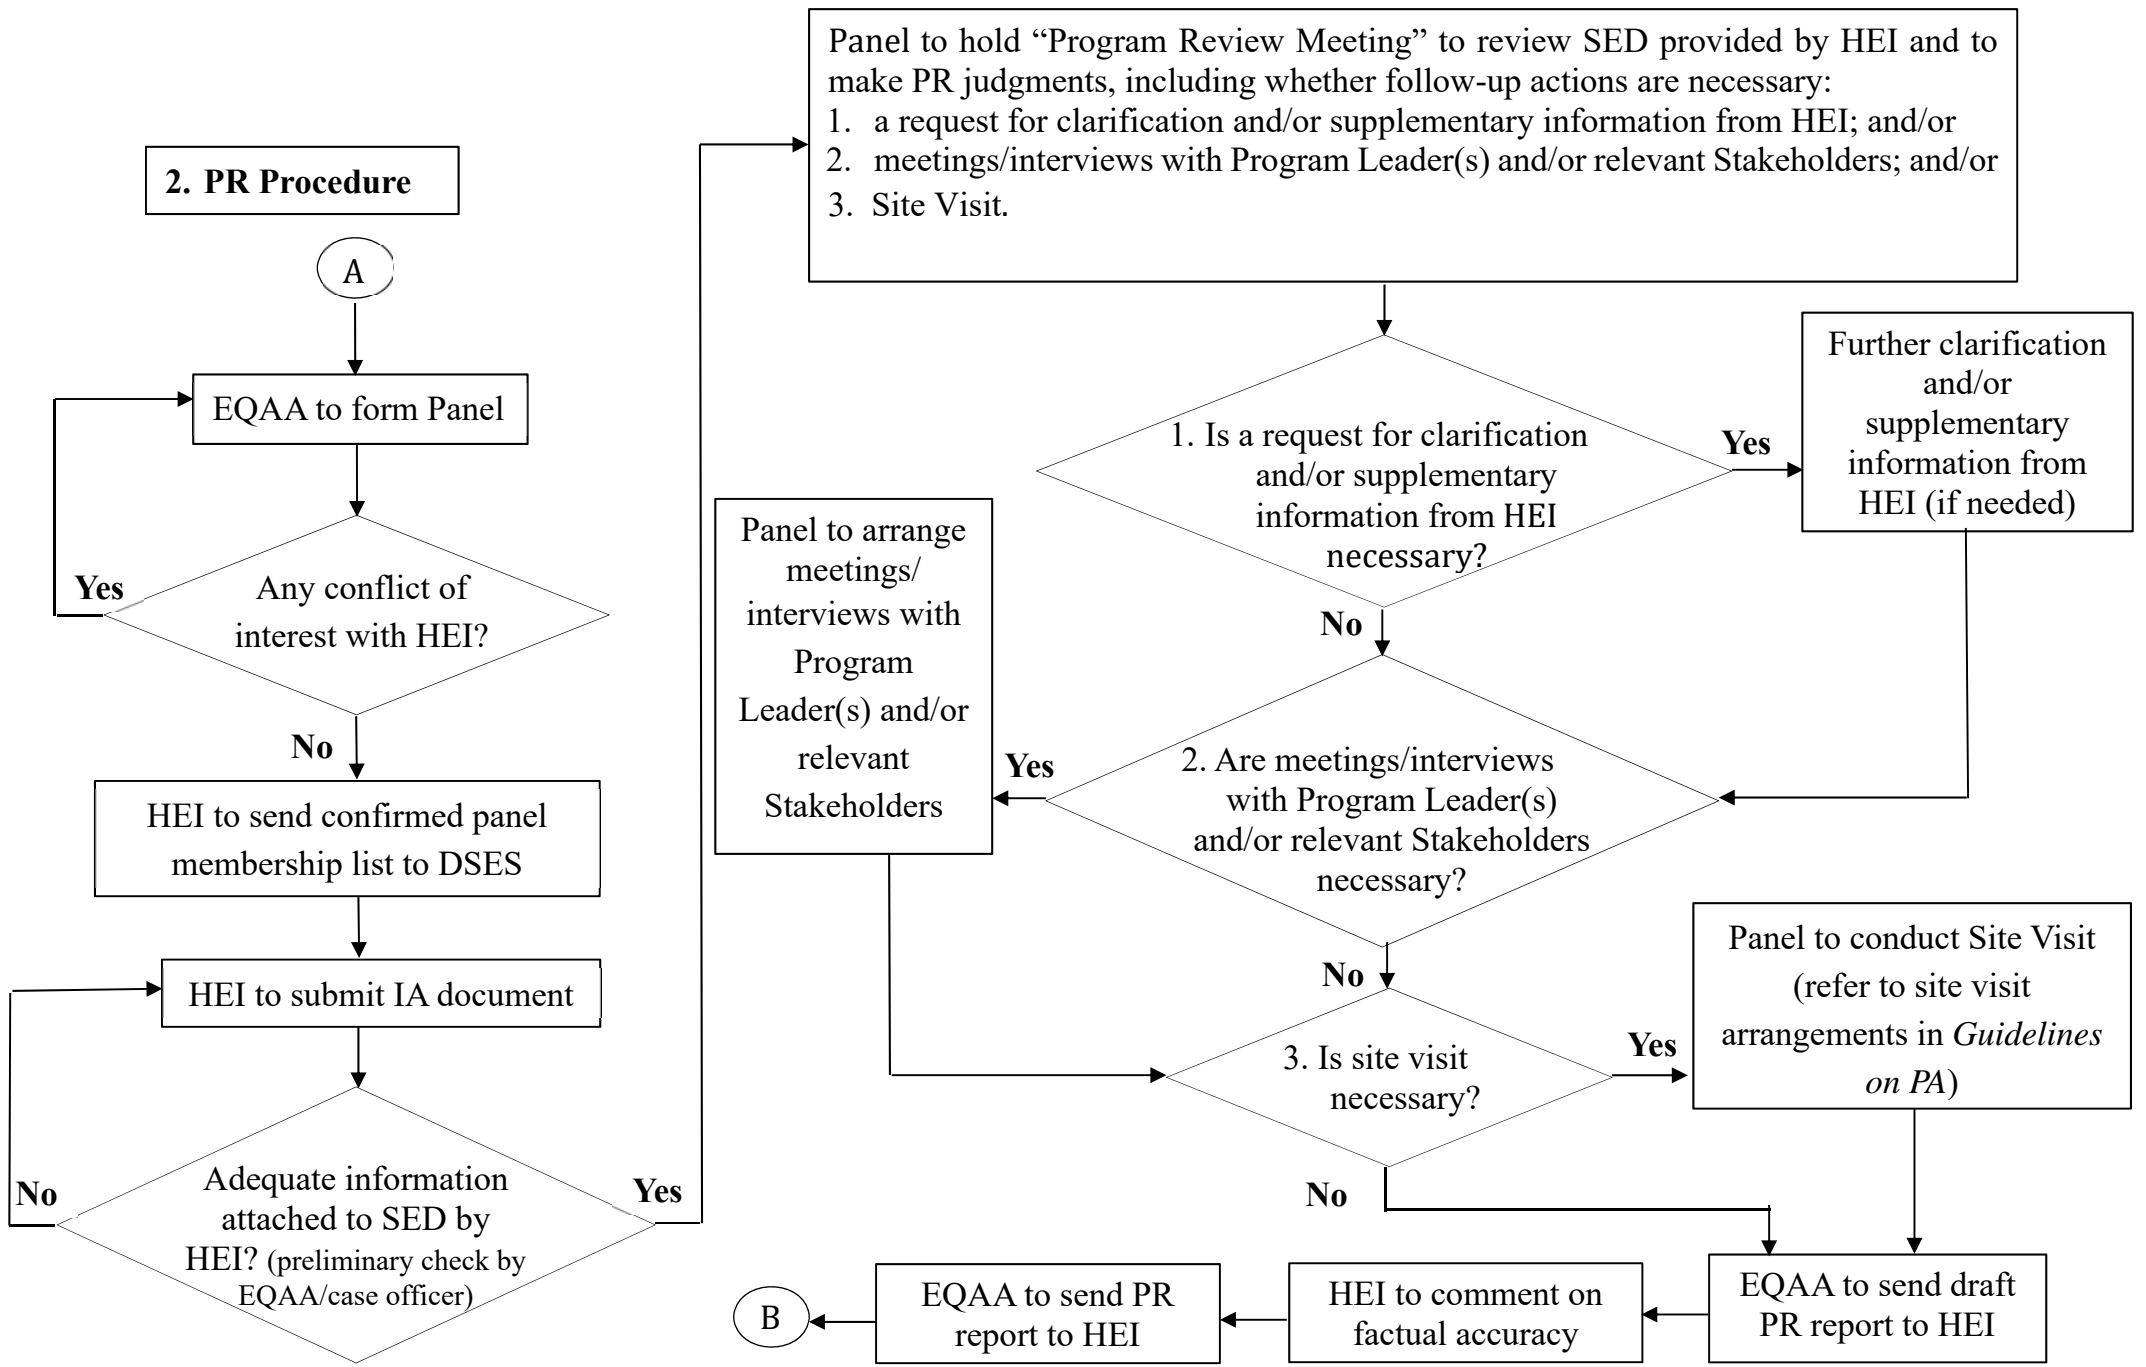 2. PR Procedure
A
EQAA to form Panel
Yes
Any conflict of
interest with HEI?
No
HEI to send confirmed panel
membership list to DSES
HEI to submit IA document
No
Adequate information
attached to SED by
HEI? (preliminary check by
EQAA/case officer)
Yes
Panel to hold “Program Review Meeting” to review SED provided by HEI and to
make PR judgments, including whether follow-up actions are necessary:
1. a request for clarification and/or supplementary information from HEI; and/or
2. meetings/interviews with Program Leader(s) and/or relevant Stakeholders; and/or
3. Site Visit.
1. Is a request for clarification
and/or supplementary
information from HEI
necessary?
Yes
Further clarification
and/or
supplementary
information from
HEI (if needed)
No
2. Are meetings/interviews
with Program Leader(s)
and/or relevant Stakeholders
necessary?
Yes
Panel to arrange
meetings/
interviews with
Program
Leader(s) and/or
relevant
Stakeholders
No
3. Is site visit
necessary?
Yes
Panel to conduct Site Visit
(refer to site visit
arrangements in Guidelines
on PA)
No
EQAA to send draft
PR report to HEI
HEI to comment on
factual accuracy
EQAA to send PR
report to HEI
B